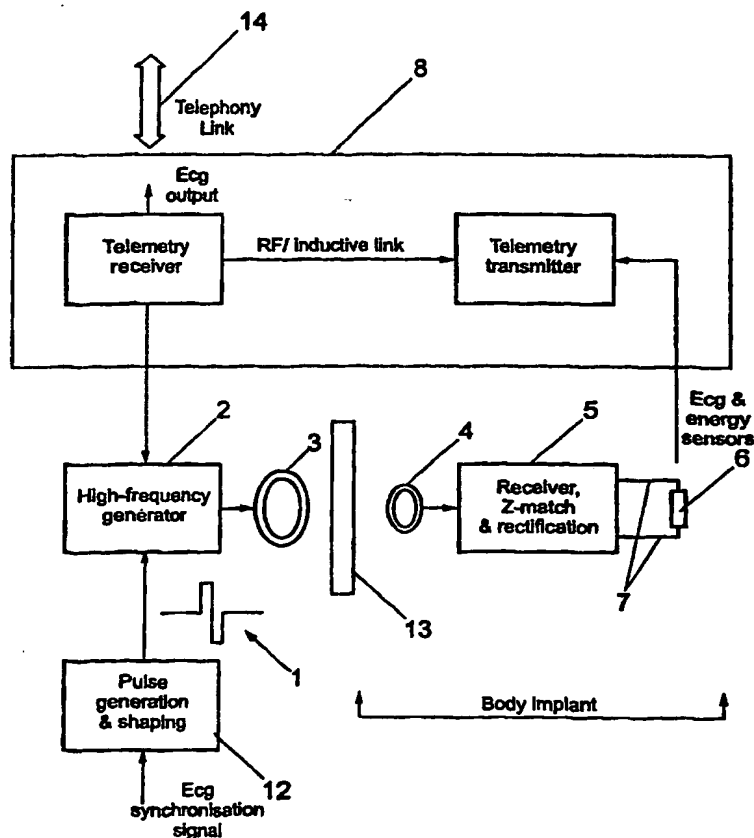 14
8
Telephony
Link
Ecg
output
Telemetry
receiver
RF/ inductive link
Telemetry
transmitter
2
3
4
5
Ecg &
energy
sensors
6
High-frequency
generator
Receiver,
Z-match
& rectification
7
13
1
Pulse
generation
& shaping
Body Implant
12
Ecg
synchronisation
signal